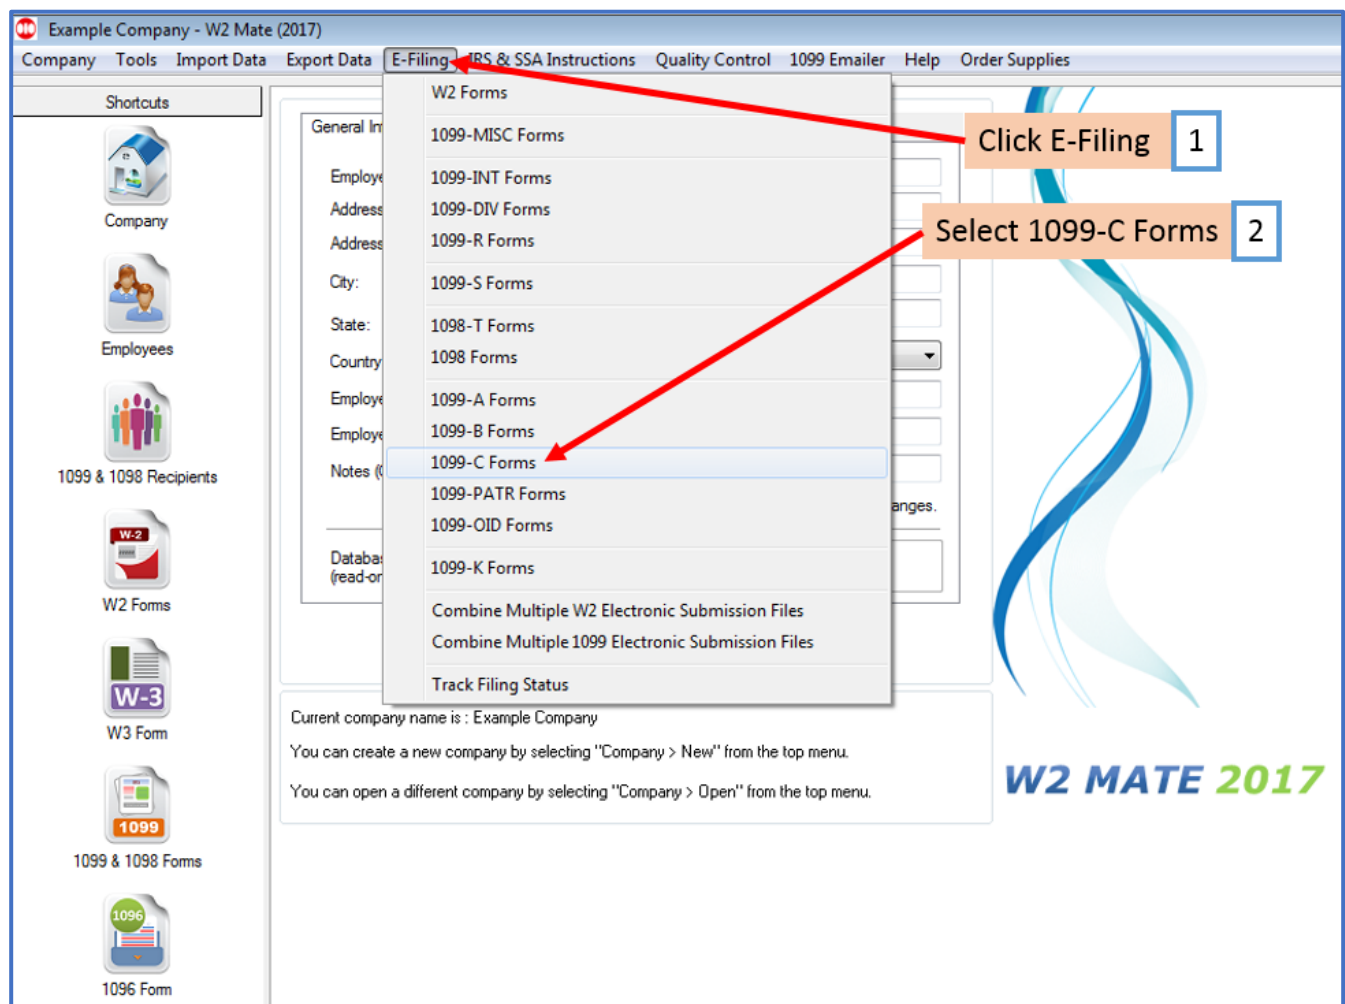 Example Company - W2 Mate (2017)
Company Tools Import Data Export Data E-Filing IRS & SSA Instructions Quality Control 1099 Emailer Help Order Supplies
Shortcuts
Company
Employees
1099 & 1098 Recipients
W-2
W2 Forms
W-3
W3 Form
1099
1099 & 1098 Forms
1096
1096 Form
General
Address
Address
City:
State:
Country
Notes
anges.
W2 Forms
1099-MISC Forms
1099-INT Forms
1099-DIV Forms
1099-R Forms
1099-S Forms
1098-T Forms
1098 Forms
1099-A Forms
1099-B Forms
1099-C Forms
1099-PATR Forms
1099-OID Forms
1099-K Forms
Combine Multiple W2 Electronic Submission Files
Combine Multiple 1099 Electronic Submission Files
Track Filing Status
Click E-Filing 1
Select 1099-C Forms 2
Current company name is : Example Company
You can create a new company by selecting "Company > New" from the top menu.
You can open a different company by selecting "Company > Open" from the top menu.
W2 MATE 2017